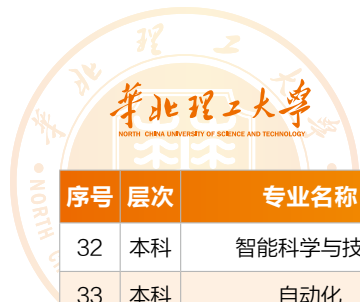 華北理工大學
NORTH CHINA UNIVERSITY OF SCIENCE AND TECHNOLOGY
序号 层次 专业名称
32 本科 智能科学与技
33 本科 自动化